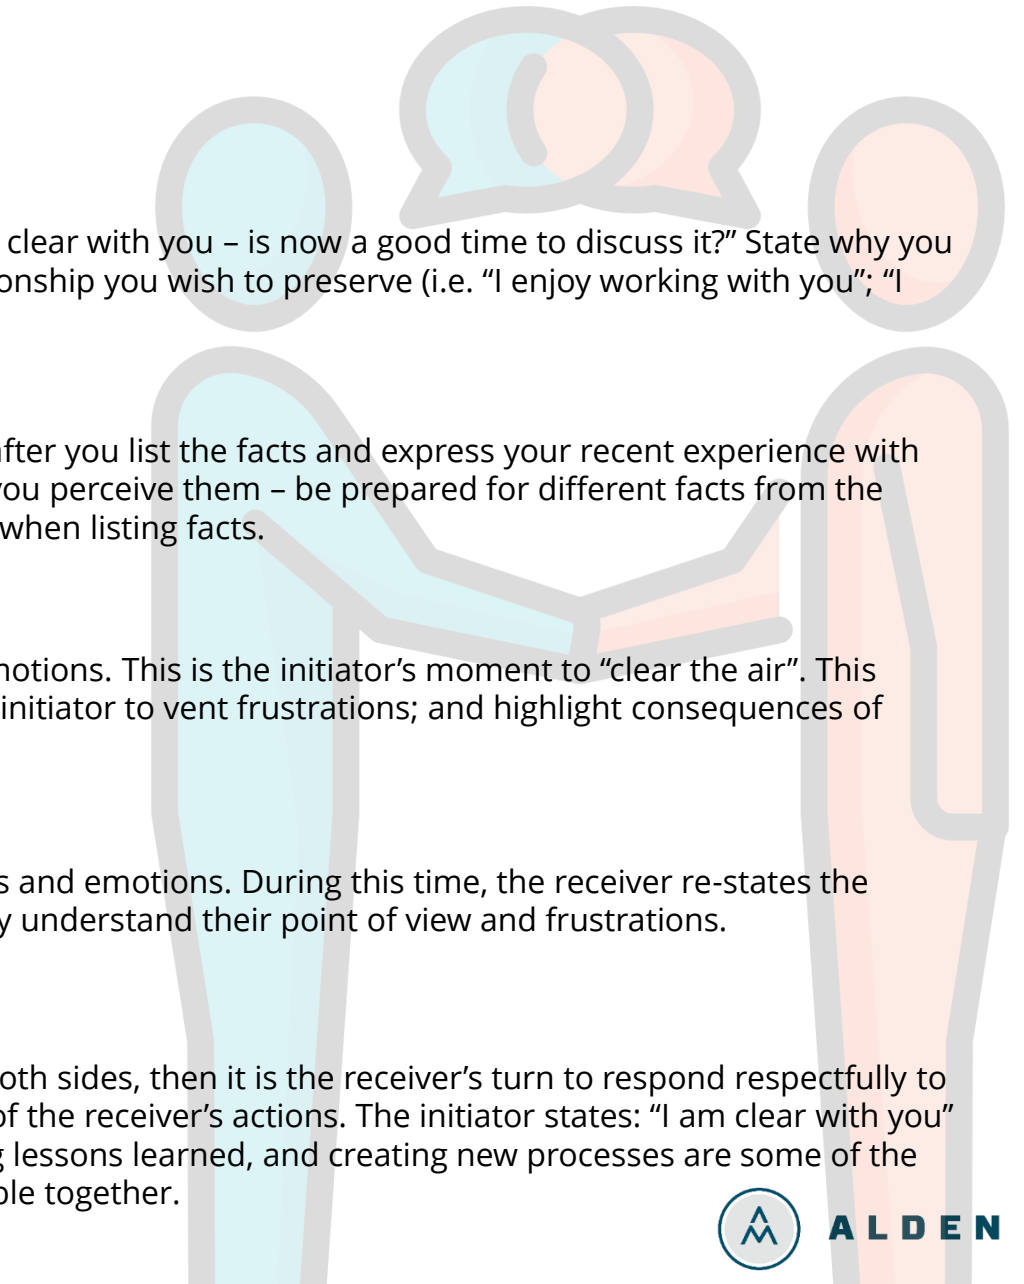 clear with you – is now a good time to discuss it?” State why you
onship you wish to preserve (i.e. “I enjoy working with you”; “I
after you list the facts and express your recent experience with
you perceive them – be prepared for different facts from the
when listing facts.
motions. This is the initiator’s moment to “clear the air”. This
initiator to vent frustrations; and highlight consequences of
s and emotions. During this time, the receiver re-states the
y understand their point of view and frustrations.
oth sides, then it is the receiver’s turn to respond respectfully to
of the receiver’s actions. The initiator states: “I am clear with you”
g lessons learned, and creating new processes are some of the
ple together.
ALDEN